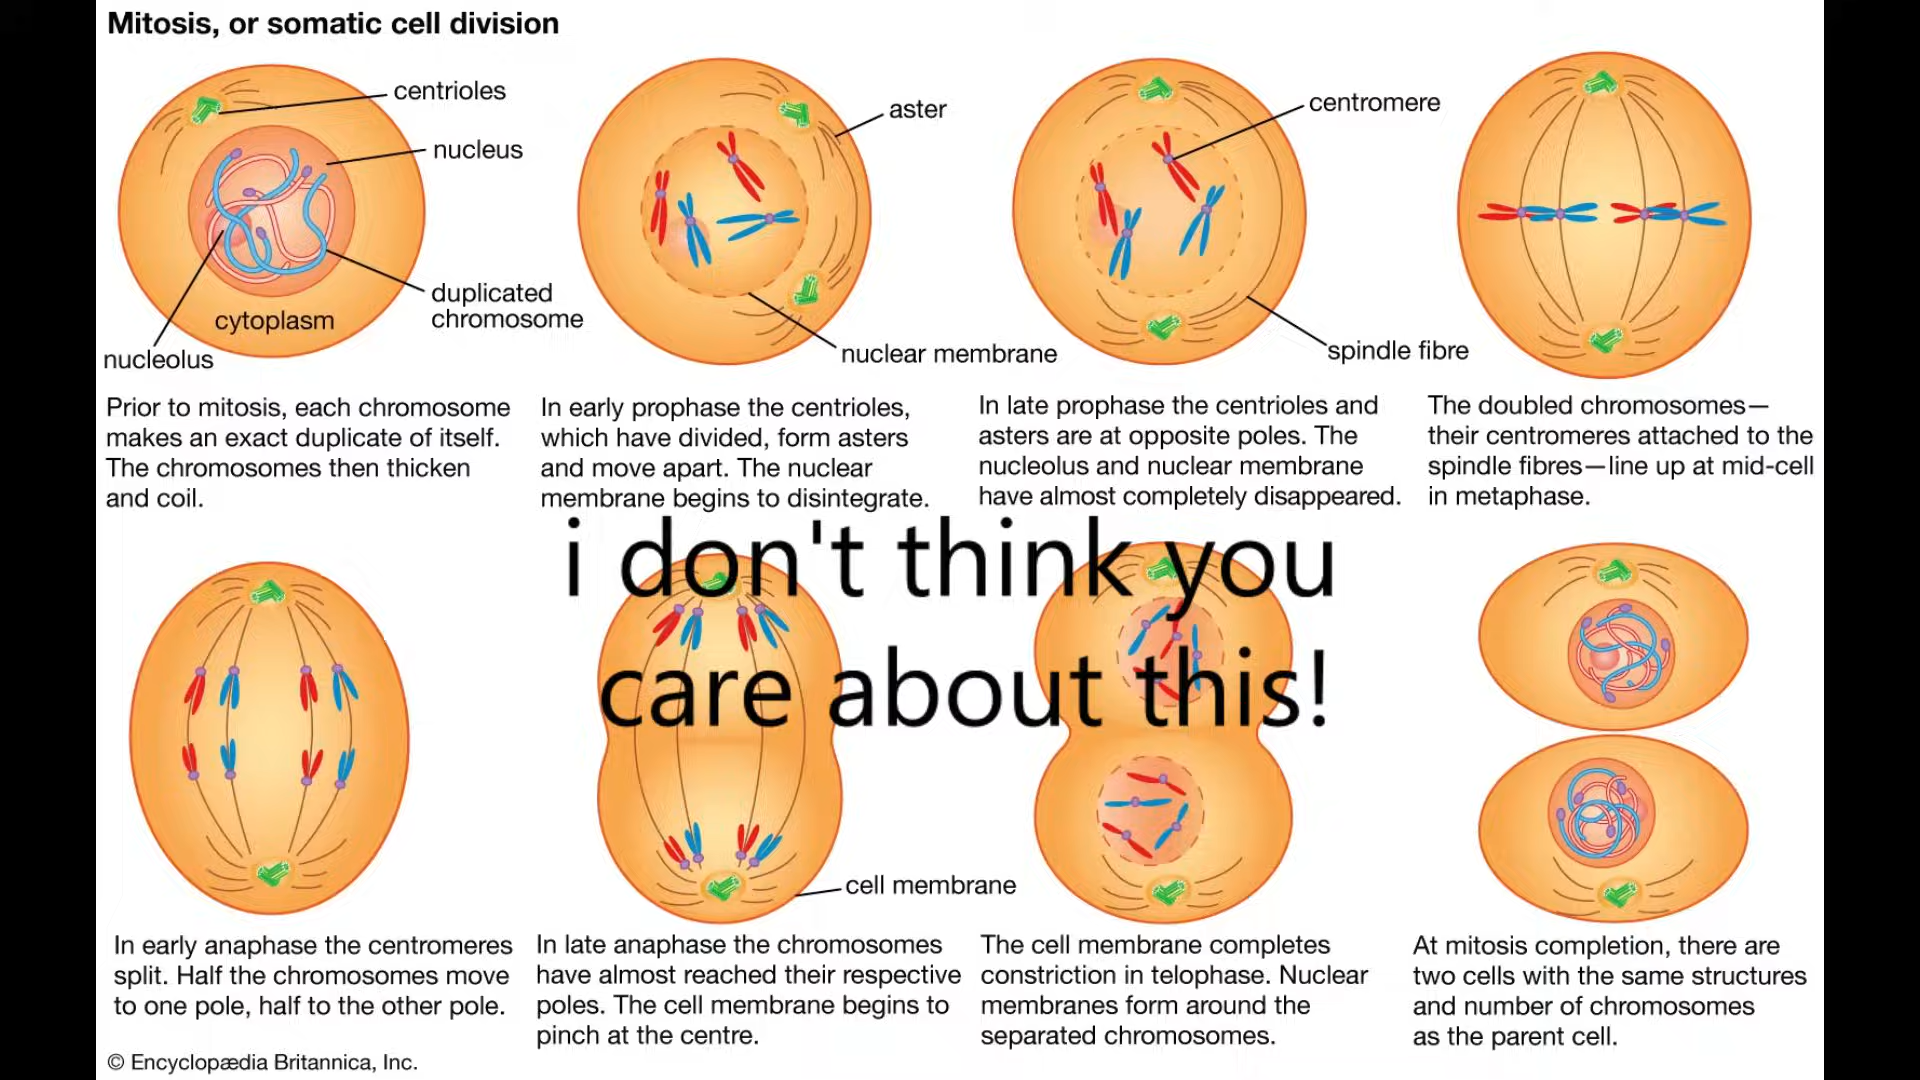 Mitosis, or somatic cell division
centrioles
nucleus
duplicated
chromosome
cytoplasm
nucleolus
aster
nuclear membrane
centromere
spindle fibre
Prior to mitosis, each chromosome
makes an exact duplicate of itself.
The chromosomes then thicken
and coil.
In early prophase the centrioles,
which have divided, form asters
and move apart. The nuclear
membrane begins to disintegrate.
In late prophase the centrioles and
asters are at opposite poles. The
nucleolus and nuclear membrane
have almost completely disappeared.
The doubled chromosomes—
their centromeres attached to the
spindle fibres—line up at mid-cell
in metaphase.
i don't think you
care about this!
cell membrane
In early anaphase the centromeres
split. Half the chromosomes move
to one pole, half to the other pole.
In late anaphase the chromosomes
have almost reached their respective
poles. The cell membrane begins to
pinch at the centre.
The cell membrane completes
constriction in telophase. Nuclear
membranes form around the
separated chromosomes.
At mitosis completion, there are
two cells with the same structures
and number of chromosomes
as the parent cell.
© Encyclopædia Britannica, Inc.